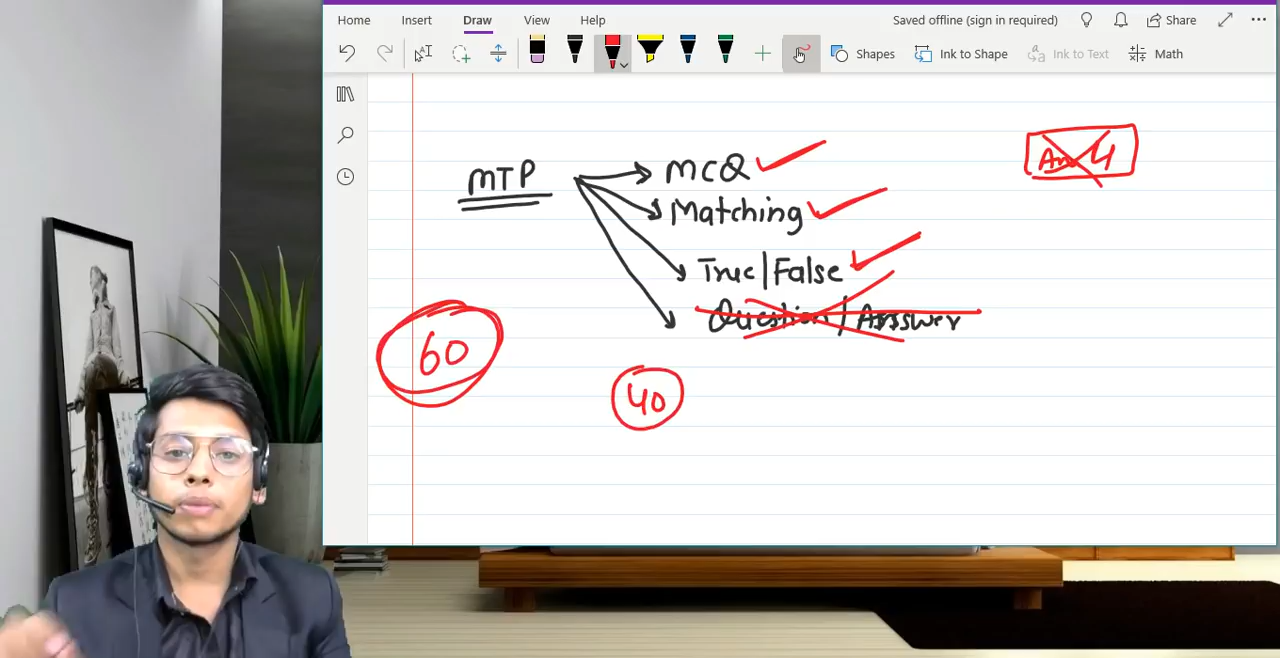 Home Insert Draw View Help Saved offline (sign in required) Share
Shapes Ink to Shape Ink to Text Math
MTP
MCQ
Matching
True/False
Question/Answer
60
40
4